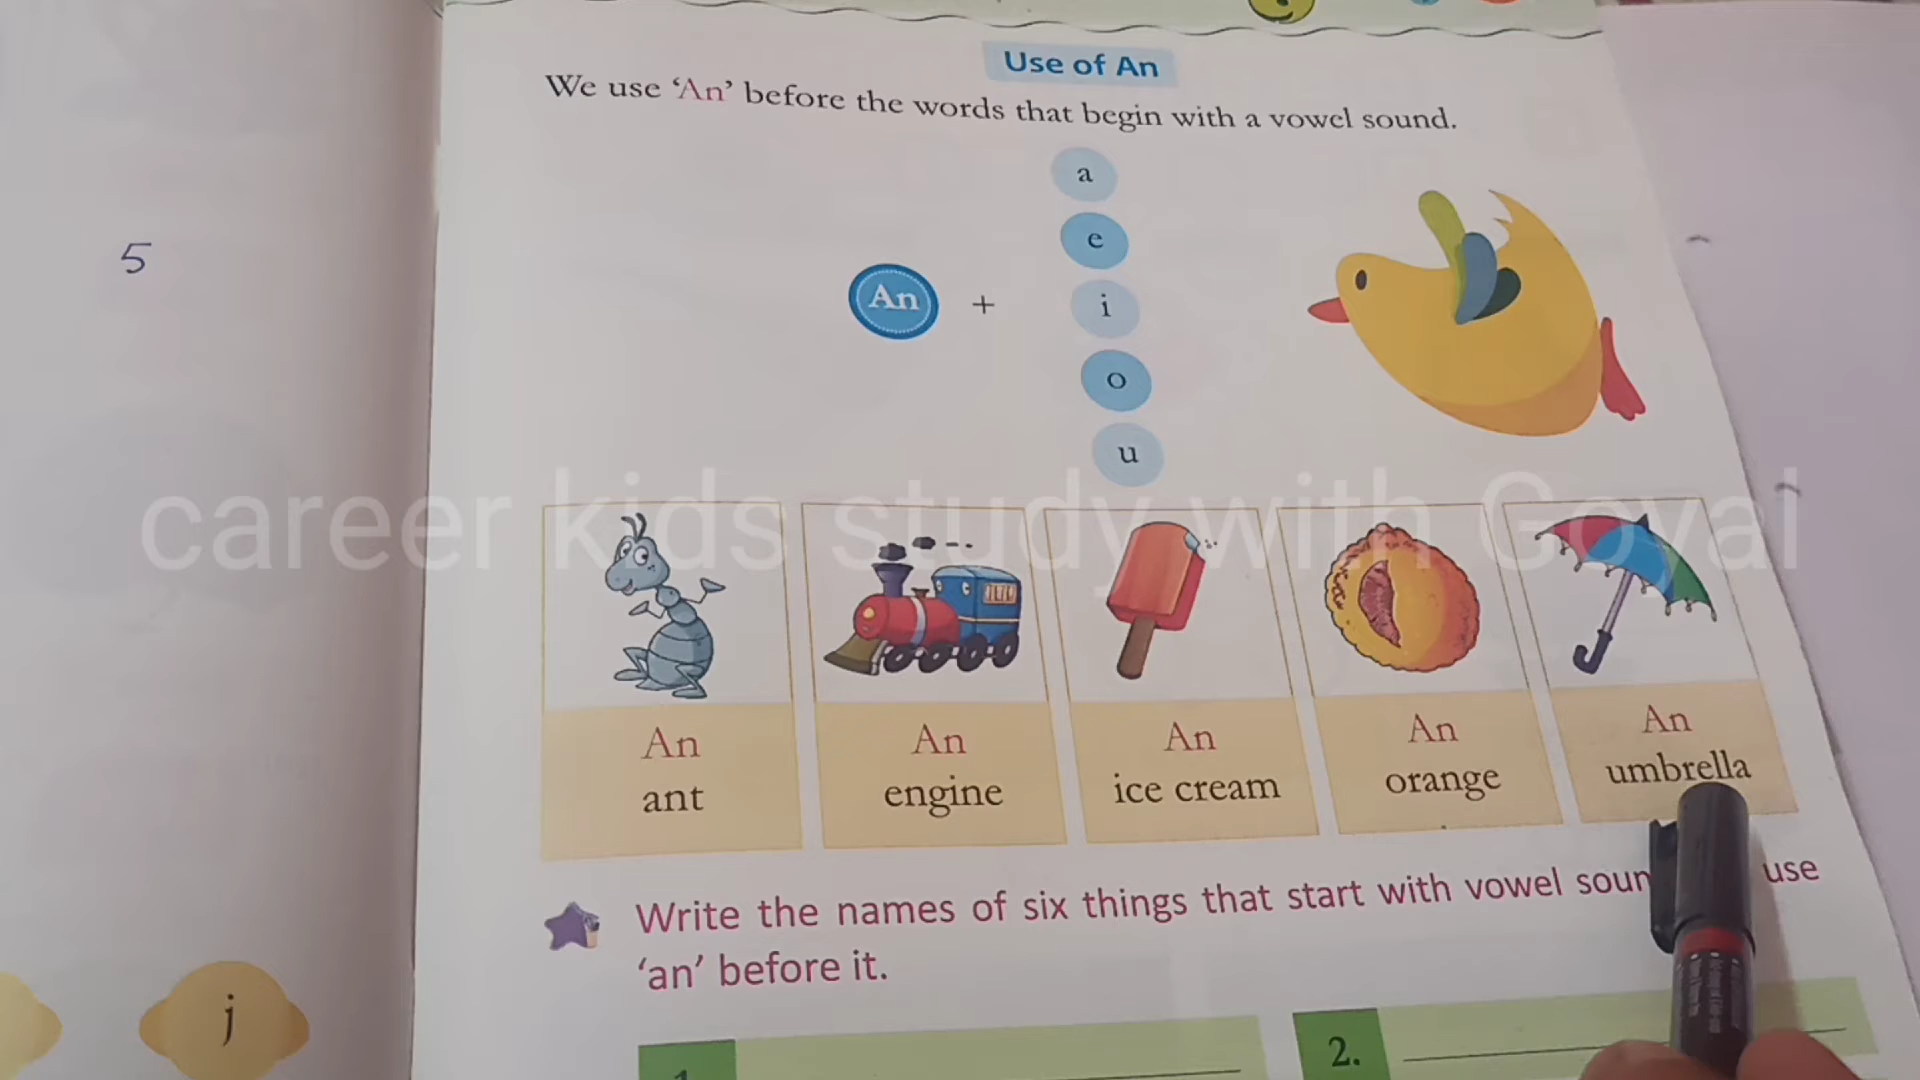 Use of An
We use ‘An’ before the words that begin with a vowel sound.
5
a
e
An + i
o
u
career kids study with Goyal
An An An An An
ant engine ice cream orange umbrella
Write the names of six things that start with vowel use
‘an’ before it.
j
2.